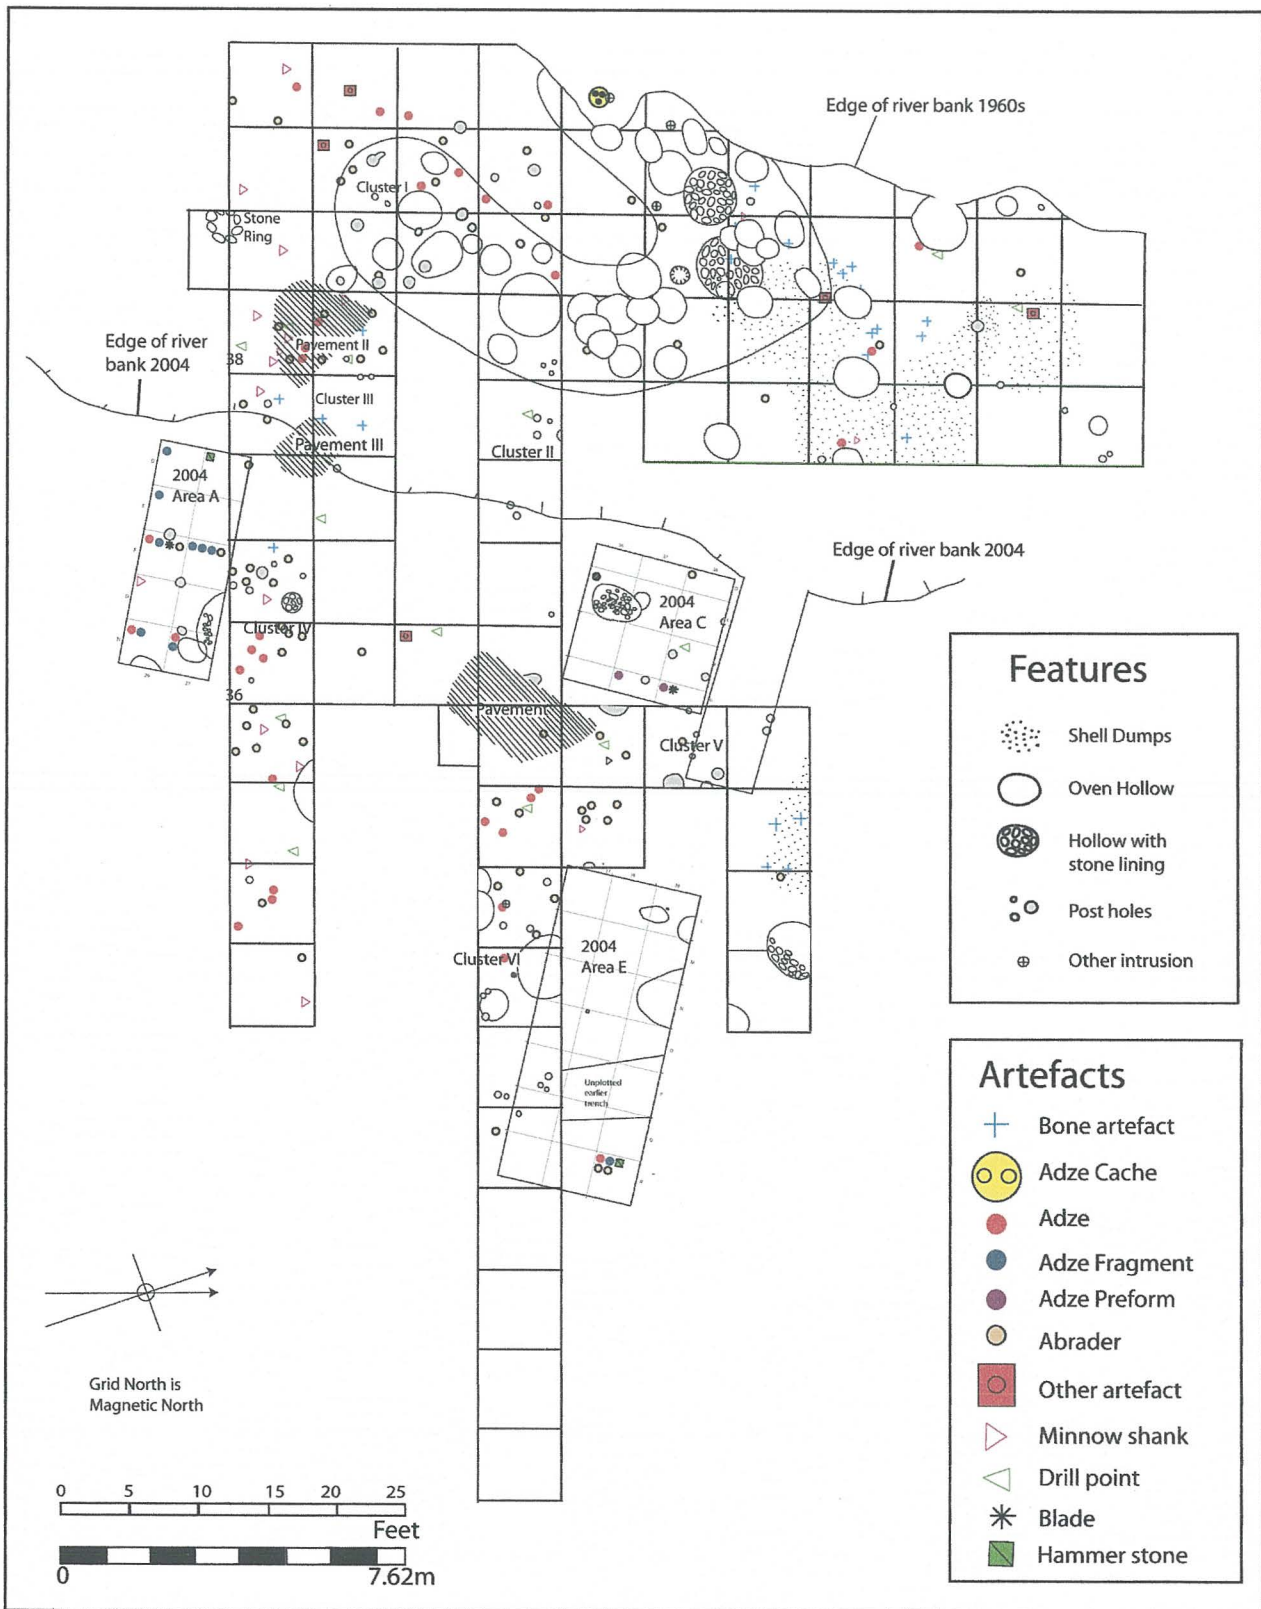 Edge of river bank 1960s
Cluster I
Stone
Ring
Edge of river
bank 2004
Pavement II
38
Cluster III
Pavement III
Cluster II
2004
Area A
Edge of river bank 2004
2004
Area C
Cluster IV
36
Pavement
Cluster V
Cluster VI
2004
Area E
Unplotted
earlier
trench
Features
Shell Dumps
Oven Hollow
Hollow with
stone lining
Post holes
Other intrusion
Artefacts
Bone artefact
Adze Cache
Adze
Adze Fragment
Adze Preform
Abrader
Other artefact
Minnow shank
Drill point
Blade
Hammer stone
Grid North is
Magnetic North
0 5 10 15 20 25
Feet
0 7.62m